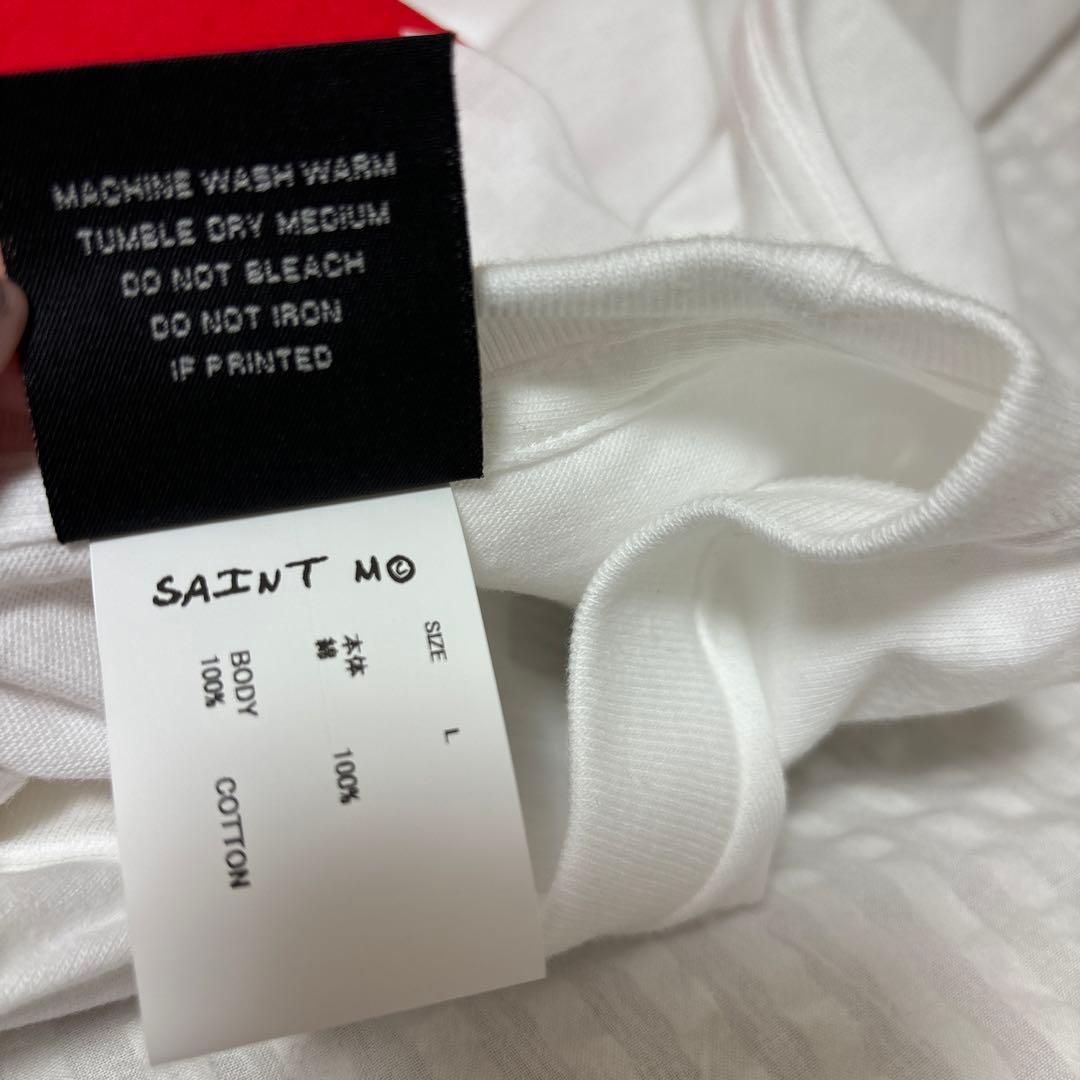 MACHINE WASH WARM
TUMBLE DRY MEDIUM
DO NOT BLEACH
DO NOT IRON
IF PRINTED
SAINT M©
SIZE L
本体
綿 100%
BODY
100% COTTON